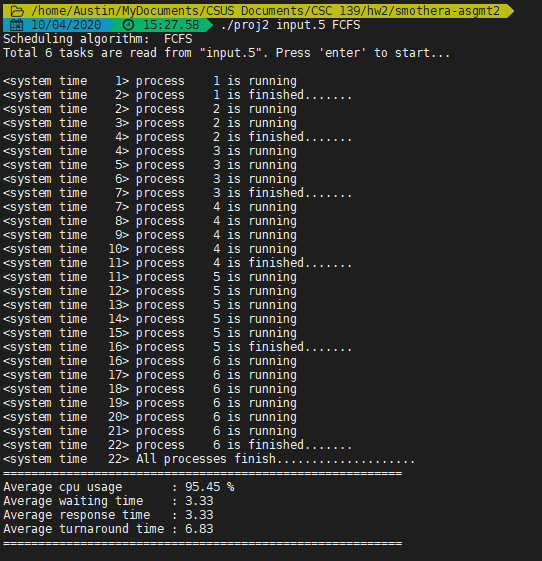 /home/Austin/MyDocuments/CSUS Documents/CSC 139/hw2/smothera-asgmt2
10/04/2020 15:27.58 ./proj2 input.5 FCFS
Scheduling algorithm:  FCFS
Total 6 tasks are read from "input.5". Press 'enter' to start...
<system time    1> process    1 is running
<system time    2> process    1 is finished.......
<system time    2> process    2 is running
<system time    3> process    2 is running
<system time    4> process    2 is finished.......
<system time    4> process    3 is running
<system time    5> process    3 is running
<system time    6> process    3 is running
<system time    7> process    3 is finished.......
<system time    7> process    4 is running
<system time    8> process    4 is running
<system time    9> process    4 is running
<system time   10> process    4 is running
<system time   11> process    4 is finished.......
<system time   11> process    5 is running
<system time   12> process    5 is running
<system time   13> process    5 is running
<system time   14> process    5 is running
<system time   15> process    5 is running
<system time   16> process    5 is finished.......
<system time   16> process    6 is running
<system time   17> process    6 is running
<system time   18> process    6 is running
<system time   19> process    6 is running
<system time   20> process    6 is running
<system time   21> process    6 is running
<system time   22> process    6 is finished.......
<system time   22> All processes finish....................
=========================================================
Average cpu usage       : 95.45 %
Average waiting time    : 3.33
Average response time   : 3.33
Average turnaround time : 6.83
=========================================================